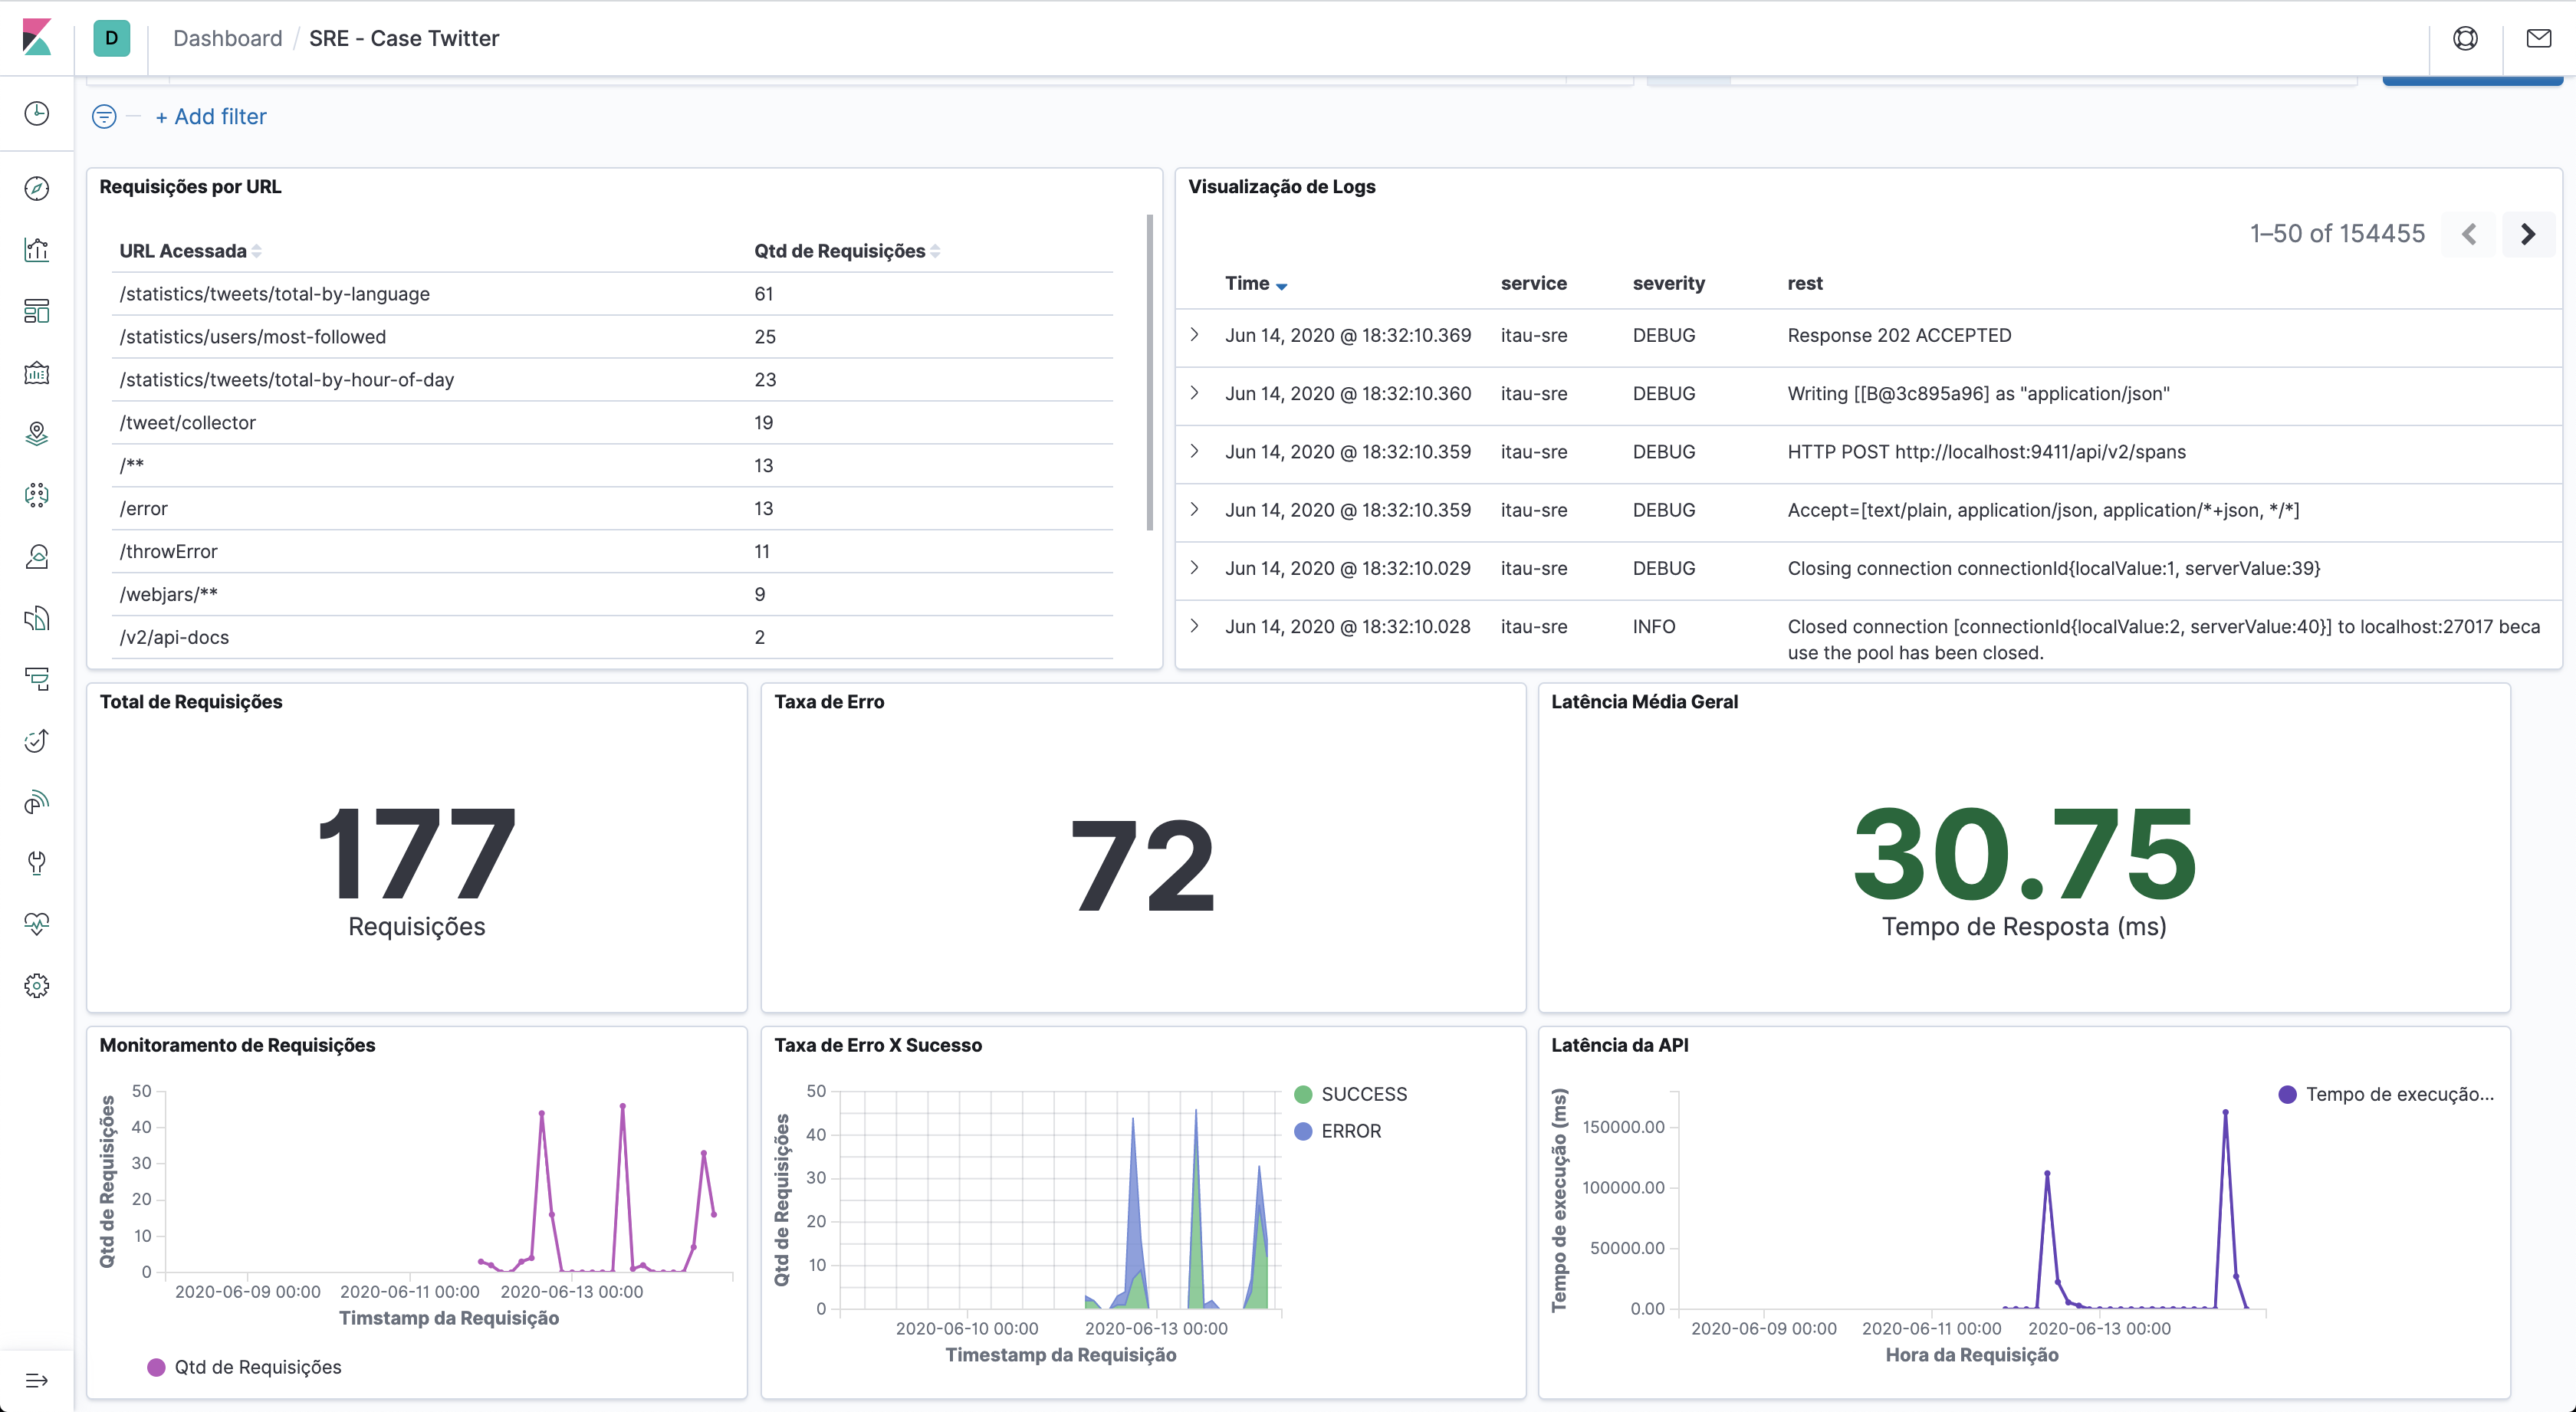 D
Dashboard / SRE - Case Twitter
+ Add filter
Requisições por URL
URL Acessada Qtd de Requisições
/statistics/tweets/total-by-language 61
/statistics/users/most-followed 25
/statistics/tweets/total-by-hour-of-day 23
/tweet/collector 19
/** 13
/error 13
/throwError 11
/webjars/** 9
/v2/api-docs 2
Visualização de Logs
1–50 of 154455
Time service severity rest
Jun 14, 2020 @ 18:32:10.369 itau-sre DEBUG Response 202 ACCEPTED
Jun 14, 2020 @ 18:32:10.360 itau-sre DEBUG Writing [[B@3c895a96] as "application/json"
Jun 14, 2020 @ 18:32:10.359 itau-sre DEBUG HTTP POST http://localhost:9411/api/v2/spans
Jun 14, 2020 @ 18:32:10.359 itau-sre DEBUG Accept=[text/plain, application/json, application/*+json, */*]
Jun 14, 2020 @ 18:32:10.029 itau-sre DEBUG Closing connection connectionId{localValue:1, serverValue:39}
Jun 14, 2020 @ 18:32:10.028 itau-sre INFO Closed connection [connectionId{localValue:2, serverValue:40}] to localhost:27017 beca
use the pool has been closed.
Total de Requisições
177
Requisições
Taxa de Erro
72
Latência Média Geral
30.75
Tempo de Resposta (ms)
Monitoramento de Requisições
Qtd de Requisições
50
40
30
20
10
0
2020-06-09 00:00 2020-06-11 00:00 2020-06-13 00:00
Timstamp da Requisição
Qtd de Requisições
Taxa de Erro X Sucesso
Qtd de Requisições
50
40
30
20
10
0
2020-06-10 00:00 2020-06-13 00:00
Timestamp da Requisição
SUCCESS
ERROR
Latência da API
Tempo de execução (ms)
150000.00
100000.00
50000.00
0.00
2020-06-09 00:00 2020-06-11 00:00 2020-06-13 00:00
Hora da Requisição
Tempo de execução...